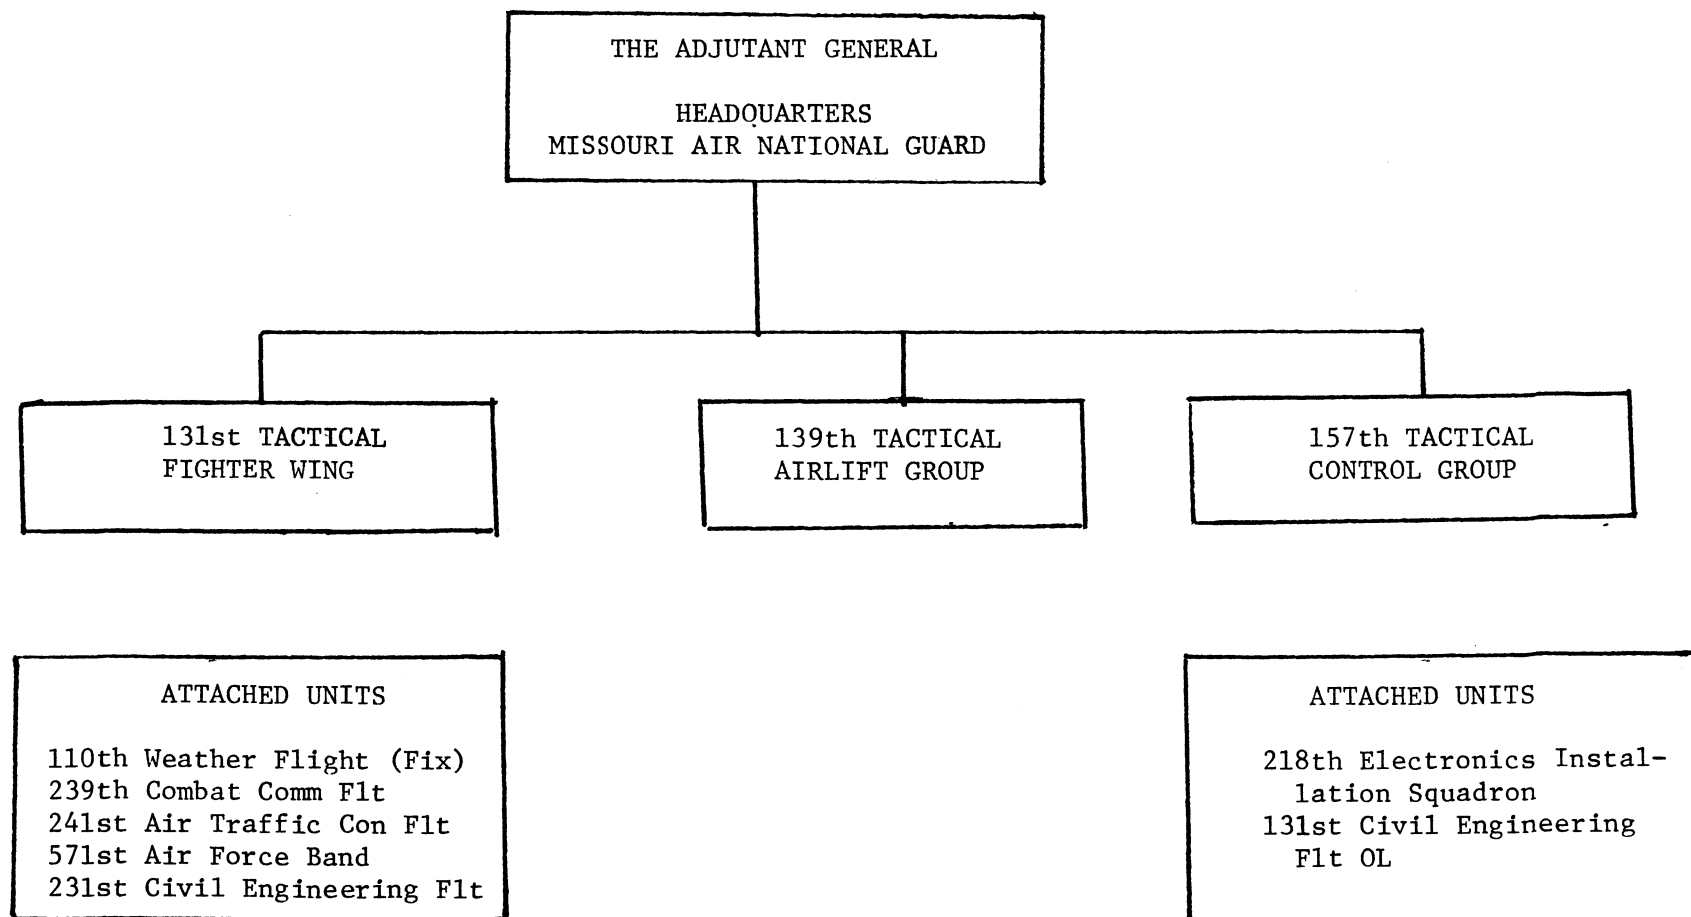 THE ADJUTANT GENERAL
HEADQUARTERS
MISSOURI AIR NATIONAL GUARD
131st TACTICAL
FIGHTER WING
139th TACTICAL
AIRLIFT GROUP
157th TACTICAL
CONTROL GROUP
ATTACHED UNITS
110th Weather Flight (Fix)
239th Combat Comm Flt
241st Air Traffic Con Flt
571st Air Force Band
231st Civil Engineering Flt
ATTACHED UNITS
218th Electronics Instal-
lation Squadron
131st Civil Engineering
Flt OL